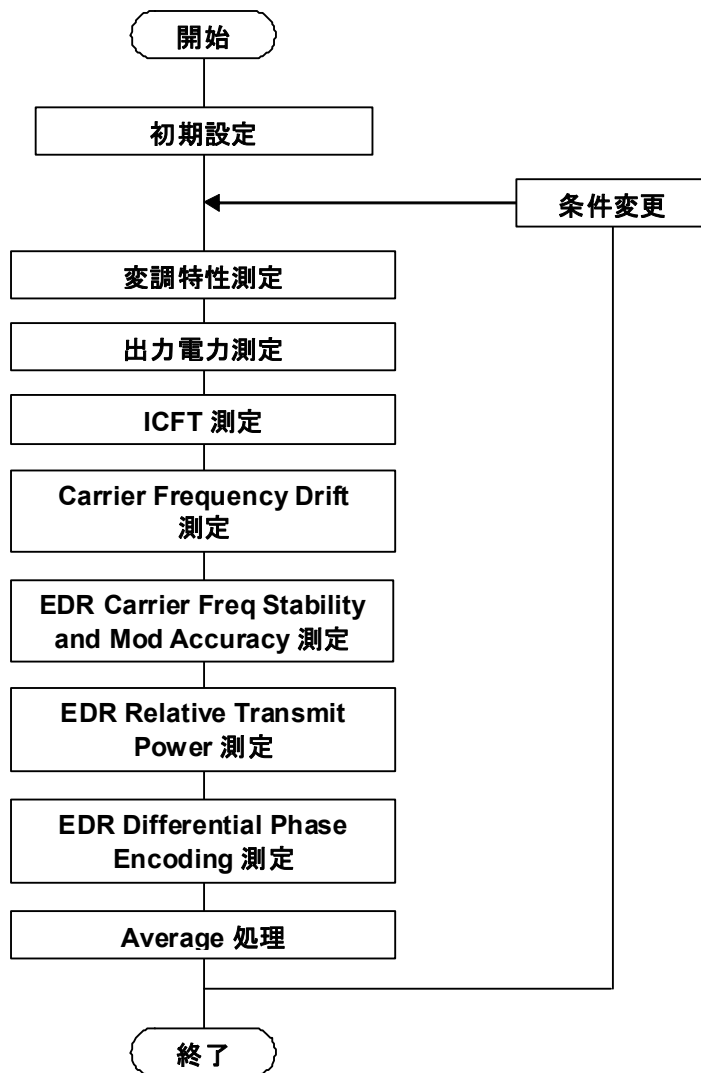 開始
初期設定
条件変更
変調特性測定
出力電力測定
ICFT 測定
Carrier Frequency Drift
測定
EDR Carrier Freq Stability
and Mod Accuracy 測定
EDR Relative Transmit
Power 測定
EDR Differential Phase
Encoding 測定
Average 処理
終了